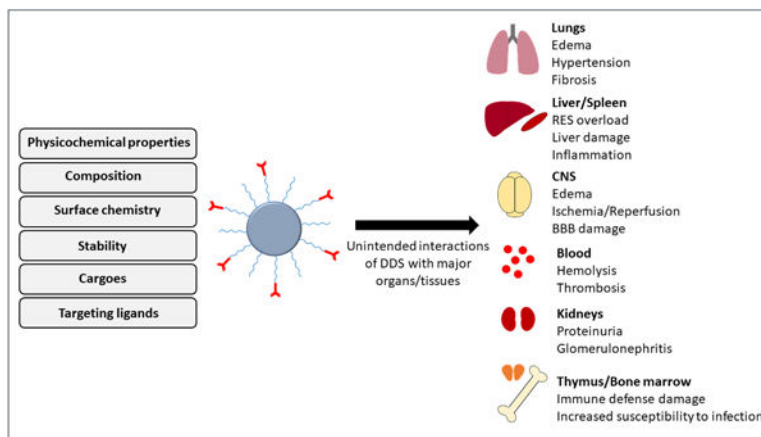 Physicochemical properties
Composition
Surface chemistry
Stability
Cargoes
Targeting ligands
Unintended interactions
of DDS with major
organs/tissues
Lungs
Edema
Hypertension
Fibrosis
Liver/Spleen
RES overload
Liver damage
Inflammation
CNS
Edema
Ischemia/Reperfusion
BBB damage
Blood
Hemolysis
Thrombosis
Kidneys
Proteinuria
Glomerulonephritis
Thymus/Bone marrow
Immune defense damage
Increased susceptibility to infection